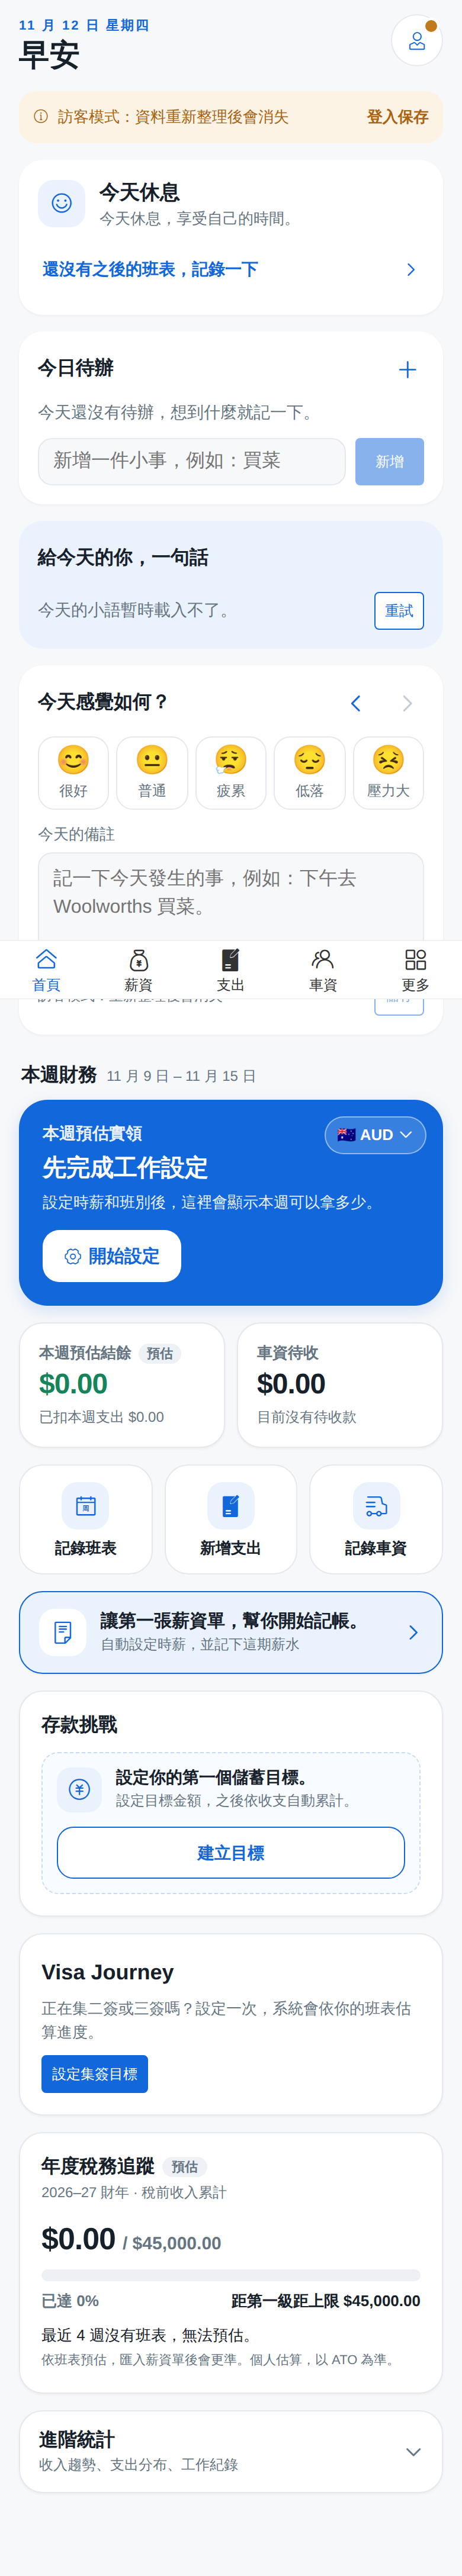 11 月 12 日 星期四
早安
訪客模式：資料重新整理後會消失
登入保存
今天休息
今天休息，享受自己的時間。
還沒有之後的班表，記錄一下
今日待辦
今天還沒有待辦，想到什麼就記一下。
新增一件小事，例如：買菜
新增
給今天的你，一句話
今天的小語暫時載入不了。
重試
今天感覺如何？
很好
普通
疲累
低落
壓力大
今天的備註
記一下今天發生的事，例如：下午去
Woolworths 買菜。
首頁
薪資
支出
車資
更多
本週財務 11 月 9 日 – 11 月 15 日
本週預估實領
AUD
先完成工作設定
設定時薪和班別後，這裡會顯示本週可以拿多少。
開始設定
本週預估結餘 預估
$0.00
已扣本週支出 $0.00
車資待收
$0.00
目前沒有待收款
記錄班表
新增支出
記錄車資
讓第一張薪資單，幫你開始記帳。
自動設定時薪，並記下這期薪水
存款挑戰
設定你的第一個儲蓄目標。
設定目標金額，之後依收支自動累計。
建立目標
Visa Journey
正在集二簽或三簽嗎？設定一次，系統會依你的班表估
算進度。
設定集簽目標
年度稅務追蹤 預估
2026–27 財年 · 稅前收入累計
$0.00 / $45,000.00
已達 0%
距第一級距上限 $45,000.00
最近 4 週沒有班表，無法預估。
依班表預估，匯入薪資單後會更準。個人估算，以 ATO 為準。
進階統計
收入趨勢、支出分布、工作紀錄